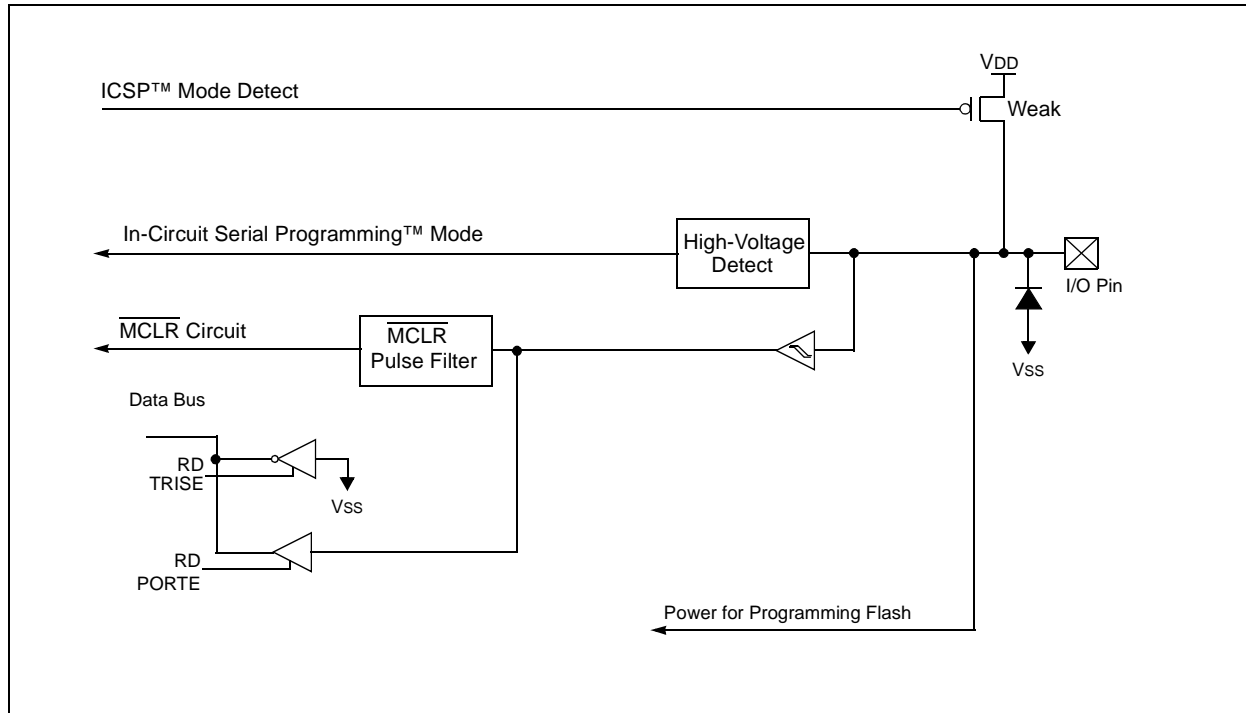 VDD
ICSP™ Mode Detect
Weak
In-Circuit Serial Programming™ Mode
High-Voltage
Detect
I/O Pin
MCLR Circuit
MCLR
Pulse Filter
VSS
Data Bus
RD
TRISE
VSS
RD
PORTE
Power for Programming Flash